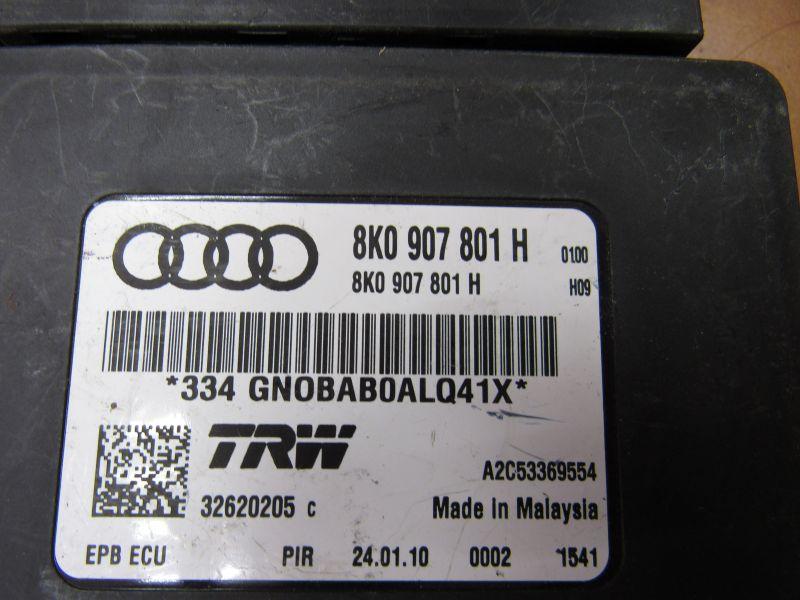 8K0 907 801 H 0100
8K0 907 801 H H09
*334 GNOBAB0ALQ41X*
TRW
A2C53369554
32620205 c Made in Malaysia
EPB ECU PIR 24.01.10 0002 1541